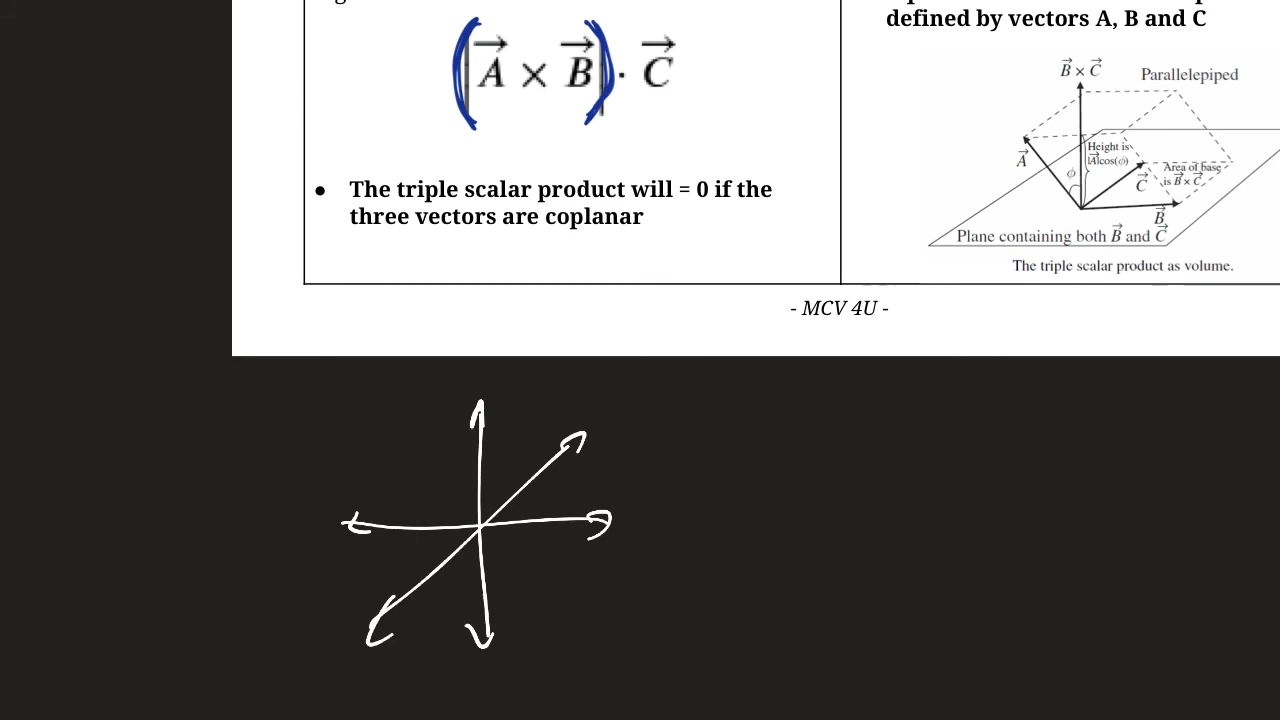 defined by vectors A, B and C
(|A × B|) · C
● The triple scalar product will = 0 if the
three vectors are coplanar
B × C
Parallelepiped
A
Height is
|A|cos(ϕ)
ϕ
C
Area of base
is B × C
B
Plane containing both B and C
The triple scalar product as volume.
- MCV 4U -